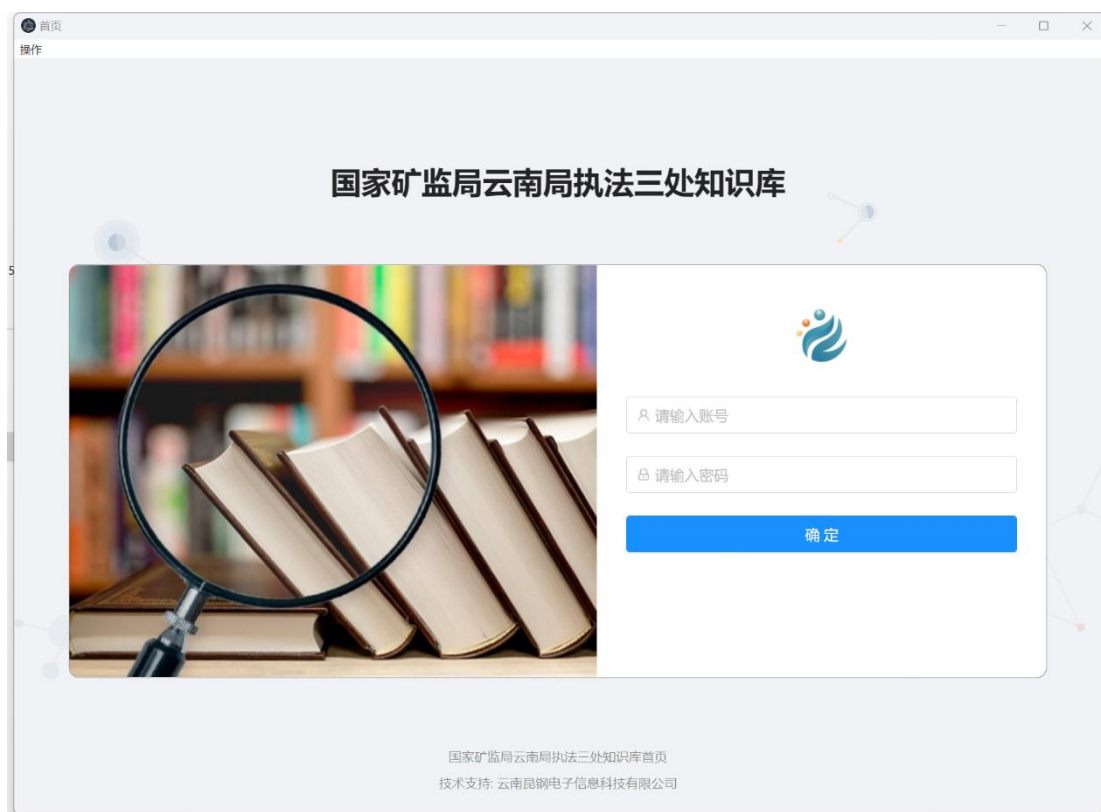 首页
操作
国家矿监局云南局执法三处知识库
5
请输入账号
请输入密码
确定
国家矿监局云南局执法三处知识库首页
技术支持: 云南昆钢电子信息科技有限公司